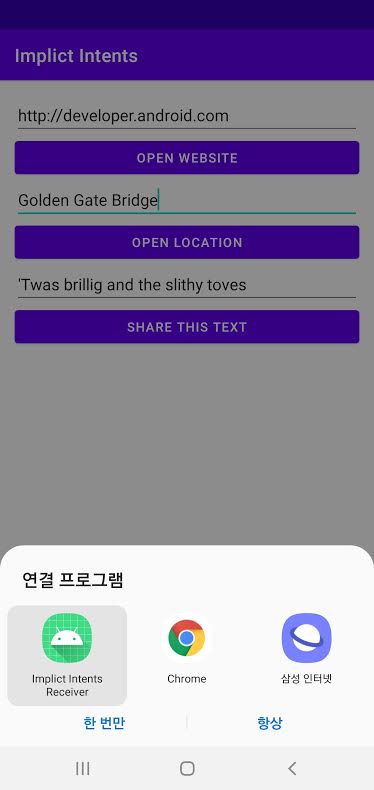 Implict Intents
http://developer.android.com
OPEN WEBSITE
Golden Gate Bridge
OPEN LOCATION
'Twas brillig and the slithy toves
SHARE THIS TEXT
연결 프로그램
Implict Intents
Receiver
Chrome
삼성 인터넷
한 번만
항상